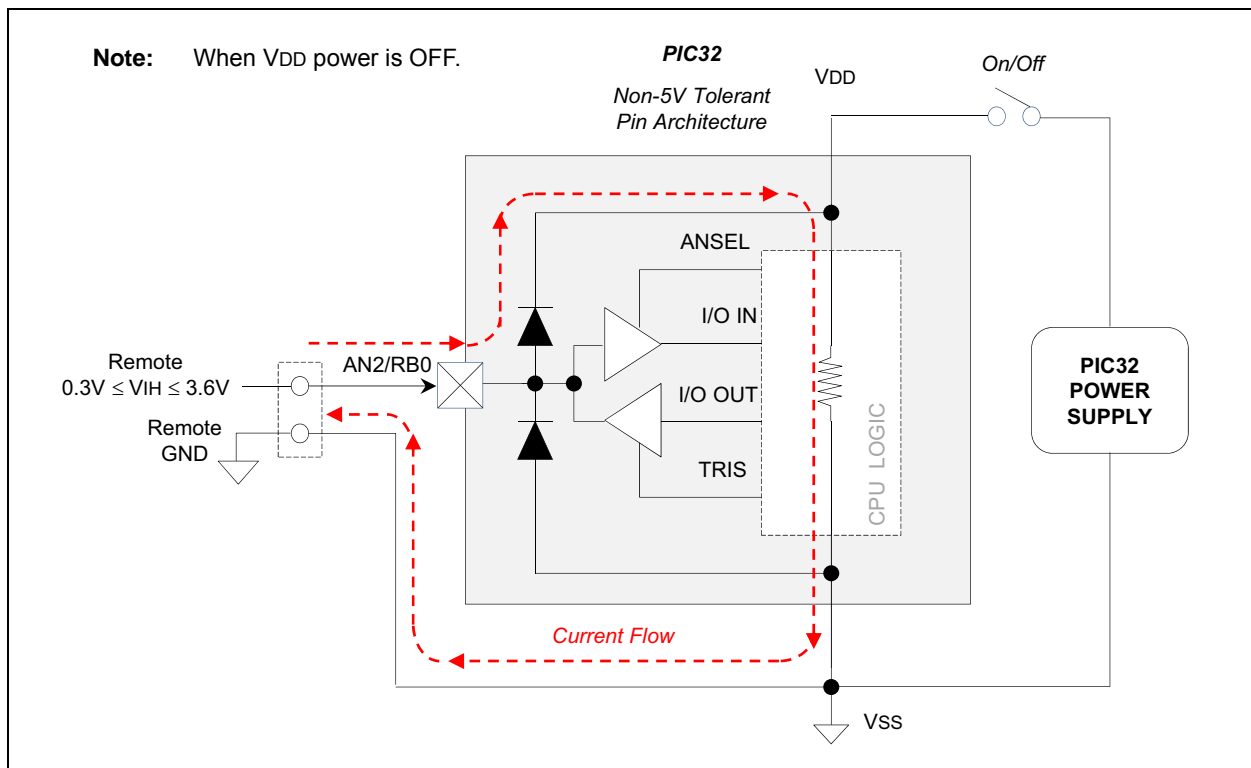 Note: When VDD power is OFF.
PIC32
Non-5V Tolerant
Pin Architecture
VDD
On/Off
ANSEL
I/O IN
Remote
0.3V ≤ VIH ≤ 3.6V
AN2/RB0
I/O OUT
Remote
GND
TRIS
CPU LOGIC
PIC32
POWER
SUPPLY
Current Flow
VSS